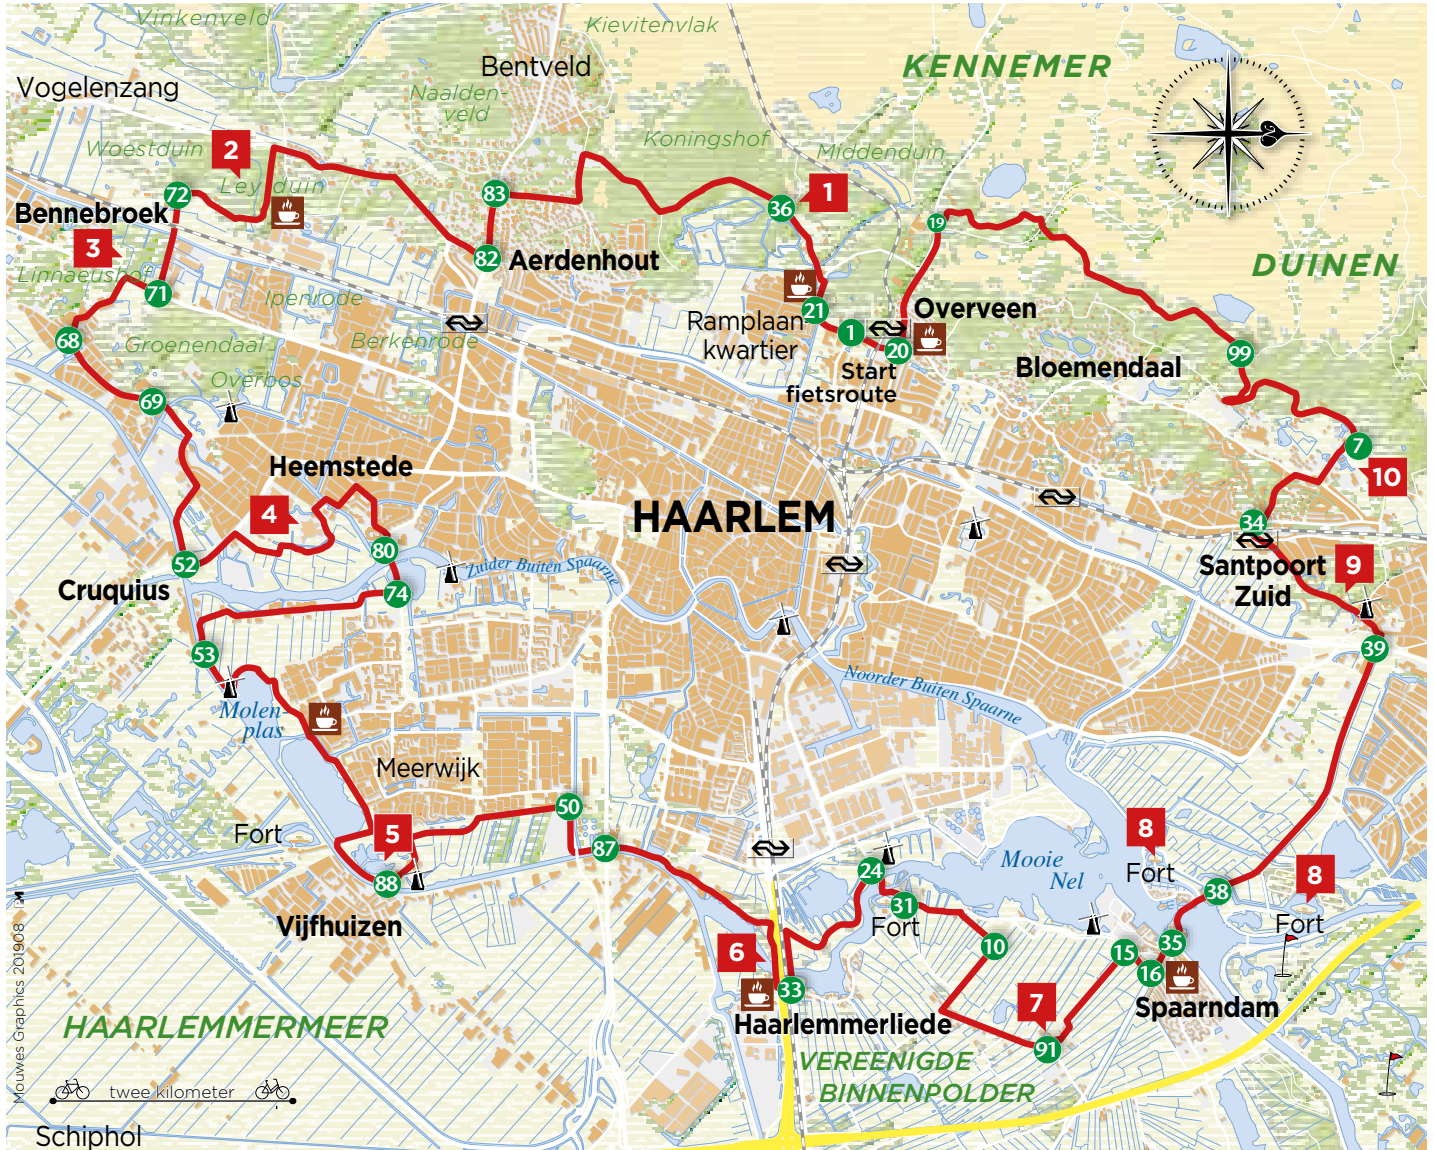 Vinkenveld
Kievitenvlak
Bentveld
KENNEMER
Vogelenzang
Naalden-
veld
Koningshof
Middenduin
Woestduin
2
Leyduin
72
83
36
1
19
Bennebroek
3
82
Aerdenhout
DUINEN
Linnaeushof
71
Ipenrode
21
Overveen
Ramplaan
kwartier
1
20
68
Groenendaal
Berkenrode
99
Bloemendaal
Start
fietsroute
Overbos
69
7
Heemstede
10
4
HAARLEM
34
80
52
Santpoort
Zuid
9
Cruquius
Zuider Buiten Spaarne
74
53
39
Noorder Buiten Spaarne
Molen-
plas
Meerwijk
50
5
Fort
87
8
Mooie
Nel
Fort
24
88
38
8
31
Fort
Vijfhuizen
Fort
10
35
15
6
16
33
Spaarndam
7
Haarlemmerliede
HAARLEMMERMEER
91
VEREENIGDE
BINNENPOLDER
twee kilometer
Schiphol
Mouwes Graphics 201908